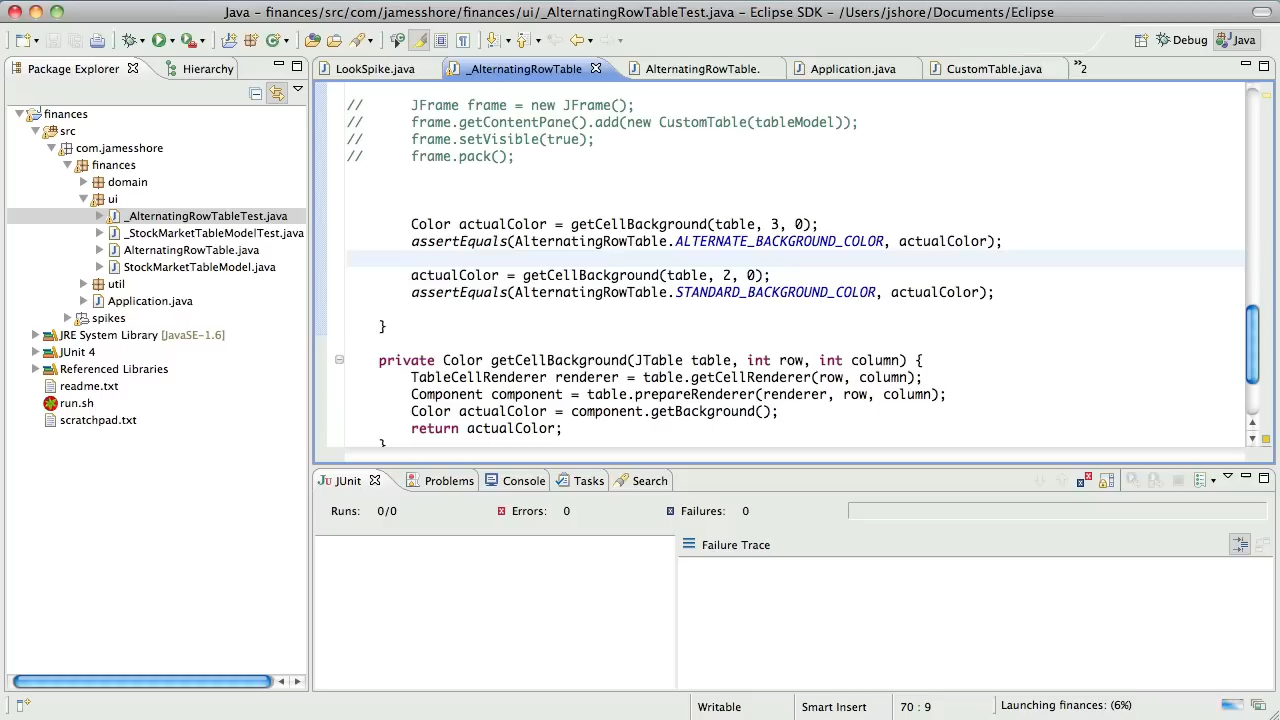 Java – finances/src/com/jamesshore/finances/ui/_AlternatingRowTableTest.java – Eclipse SDK – /Users/jshore/Documents/Eclipse
Debug
Java
Package Explorer
Hierarchy
LookSpike.java
_AlternatingRowTable
AlternatingRowTable.
Application.java
CustomTable.java
»2
finances
src
com.jamesshore
finances
domain
ui
_AlternatingRowTableTest.java
_StockMarketTableModelTest.java
AlternatingRowTable.java
StockMarketTableModel.java
util
Application.java
spikes
JRE System Library [JavaSE-1.6]
JUnit 4
Referenced Libraries
readme.txt
run.sh
scratchpad.txt
// JFrame frame = new JFrame();
// frame.getContentPane().add(new CustomTable(tableModel));
// frame.setVisible(true);
// frame.pack();
Color actualColor = getCellBackground(table, 3, 0);
assertEquals(AlternatingRowTable.ALTERNATE_BACKGROUND_COLOR, actualColor);
actualColor = getCellBackground(table, 2, 0);
assertEquals(AlternatingRowTable.STANDARD_BACKGROUND_COLOR, actualColor);
}
private Color getCellBackground(JTable table, int row, int column) {
TableCellRenderer renderer = table.getCellRenderer(row, column);
Component component = table.prepareRenderer(renderer, row, column);
Color actualColor = component.getBackground();
return actualColor;
}
JUnit
Problems
Console
Tasks
Search
Runs: 0/0
Errors: 0
Failures: 0
Failure Trace
Writable
Smart Insert
70 : 9
Launching finances: (6%)